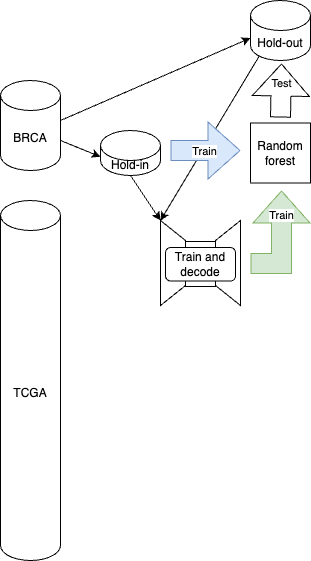 Hold-out
Test
BRCA
Hold-in
Train
Random
forest
Train
Train and
decode
TCGA